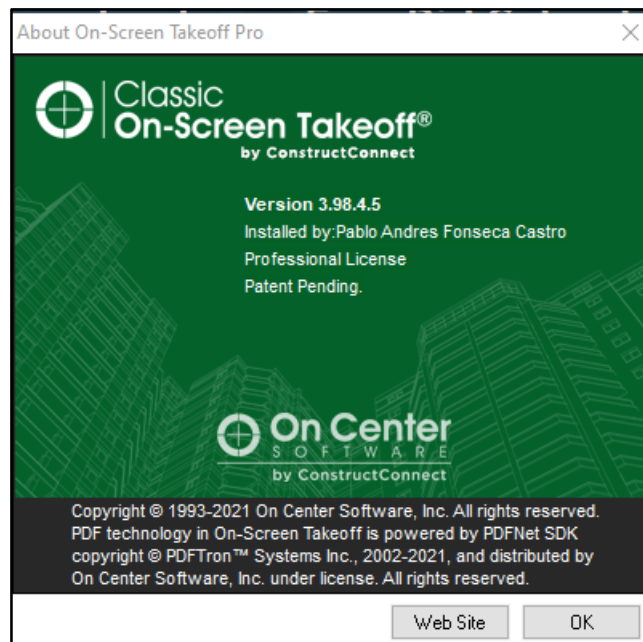 About On-Screen Takeoff Pro
Classic
On-Screen Takeoff®
by ConstructConnect
Version 3.98.4.5
Installed by:Pablo Andres Fonseca Castro
Professional License
Patent Pending.
On Center
SOFTWARE
by ConstructConnect
Copyright © 1993-2021 On Center Software, Inc. All rights reserved.
PDF technology in On-Screen Takeoff is powered by PDFNet SDK
copyright © PDFTron™ Systems Inc., 2002-2021, and distributed by
On Center Software, Inc. under license. All rights reserved.
Web Site
OK